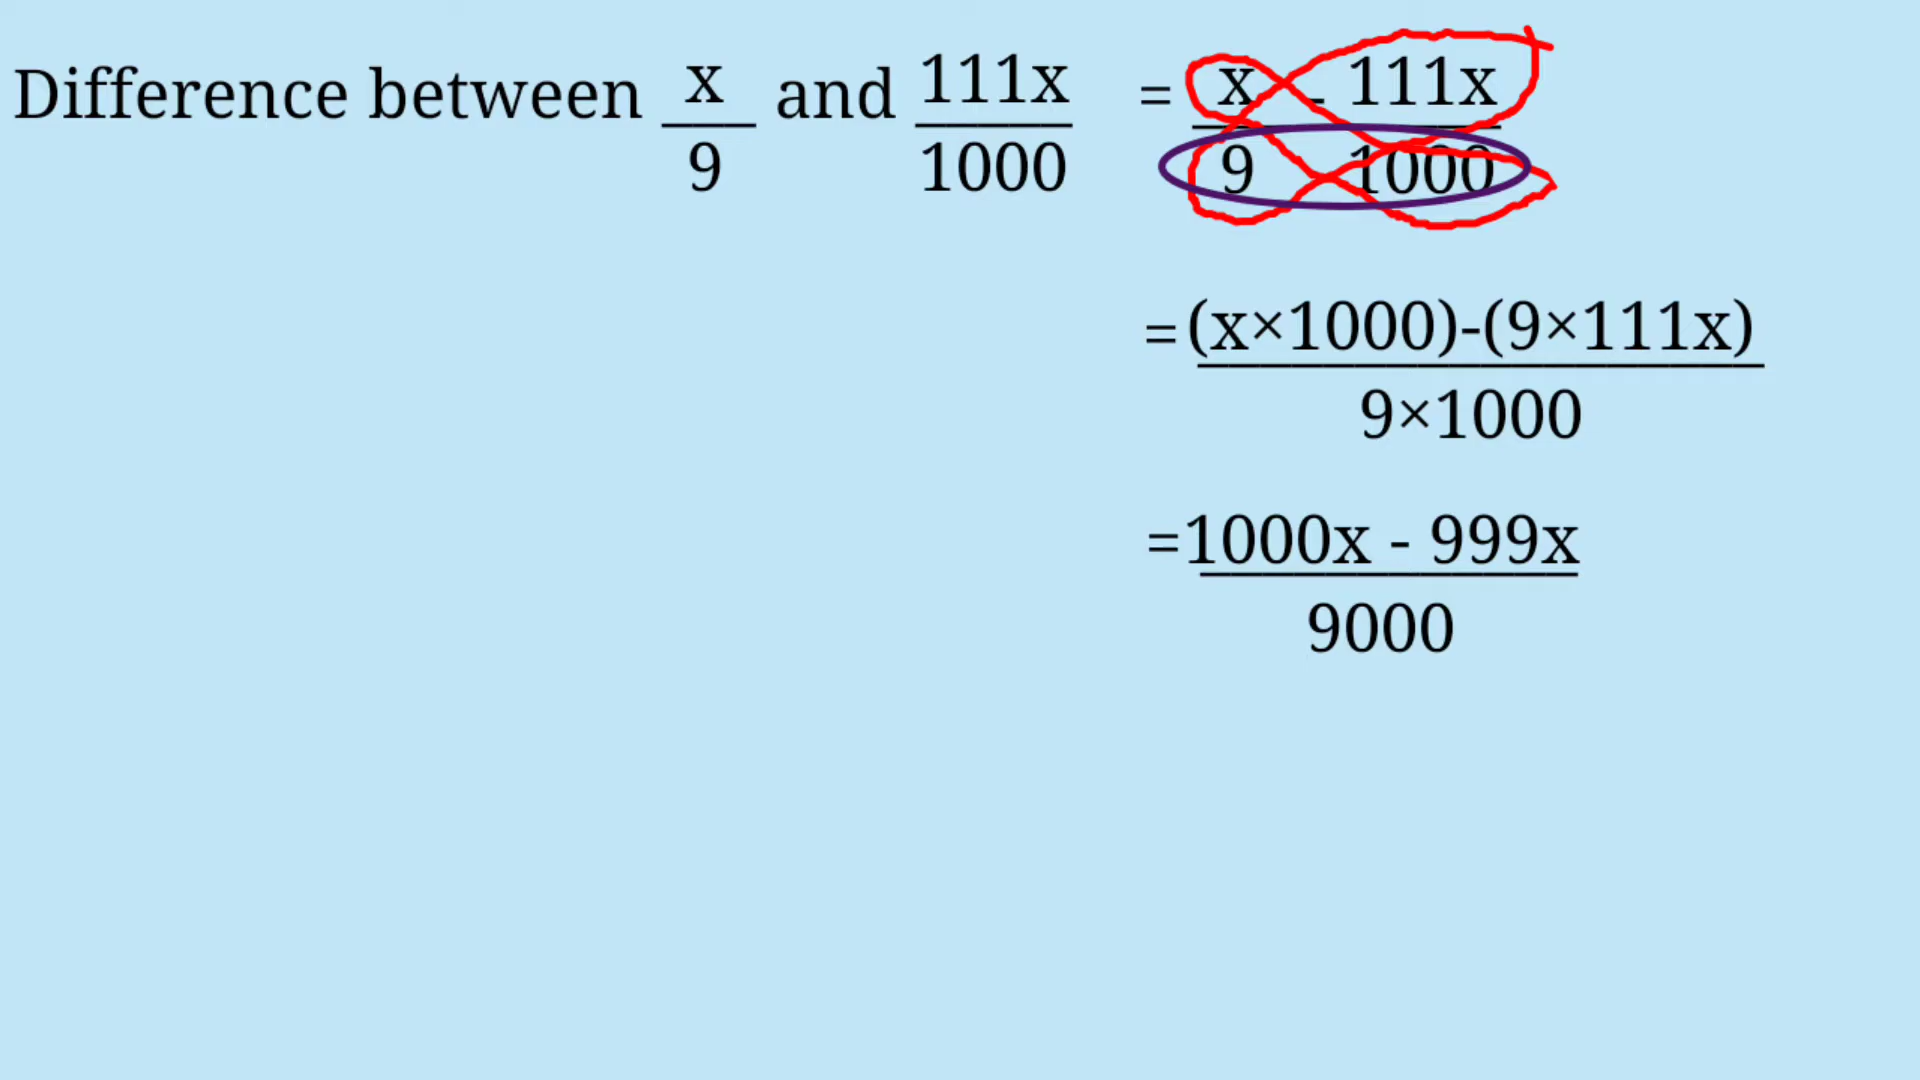 Difference between x/9 and 111x/1000 = x/9 - 111x/1000
= (x×1000)-(9×111x)
9×1000
=1000x - 999x
9000